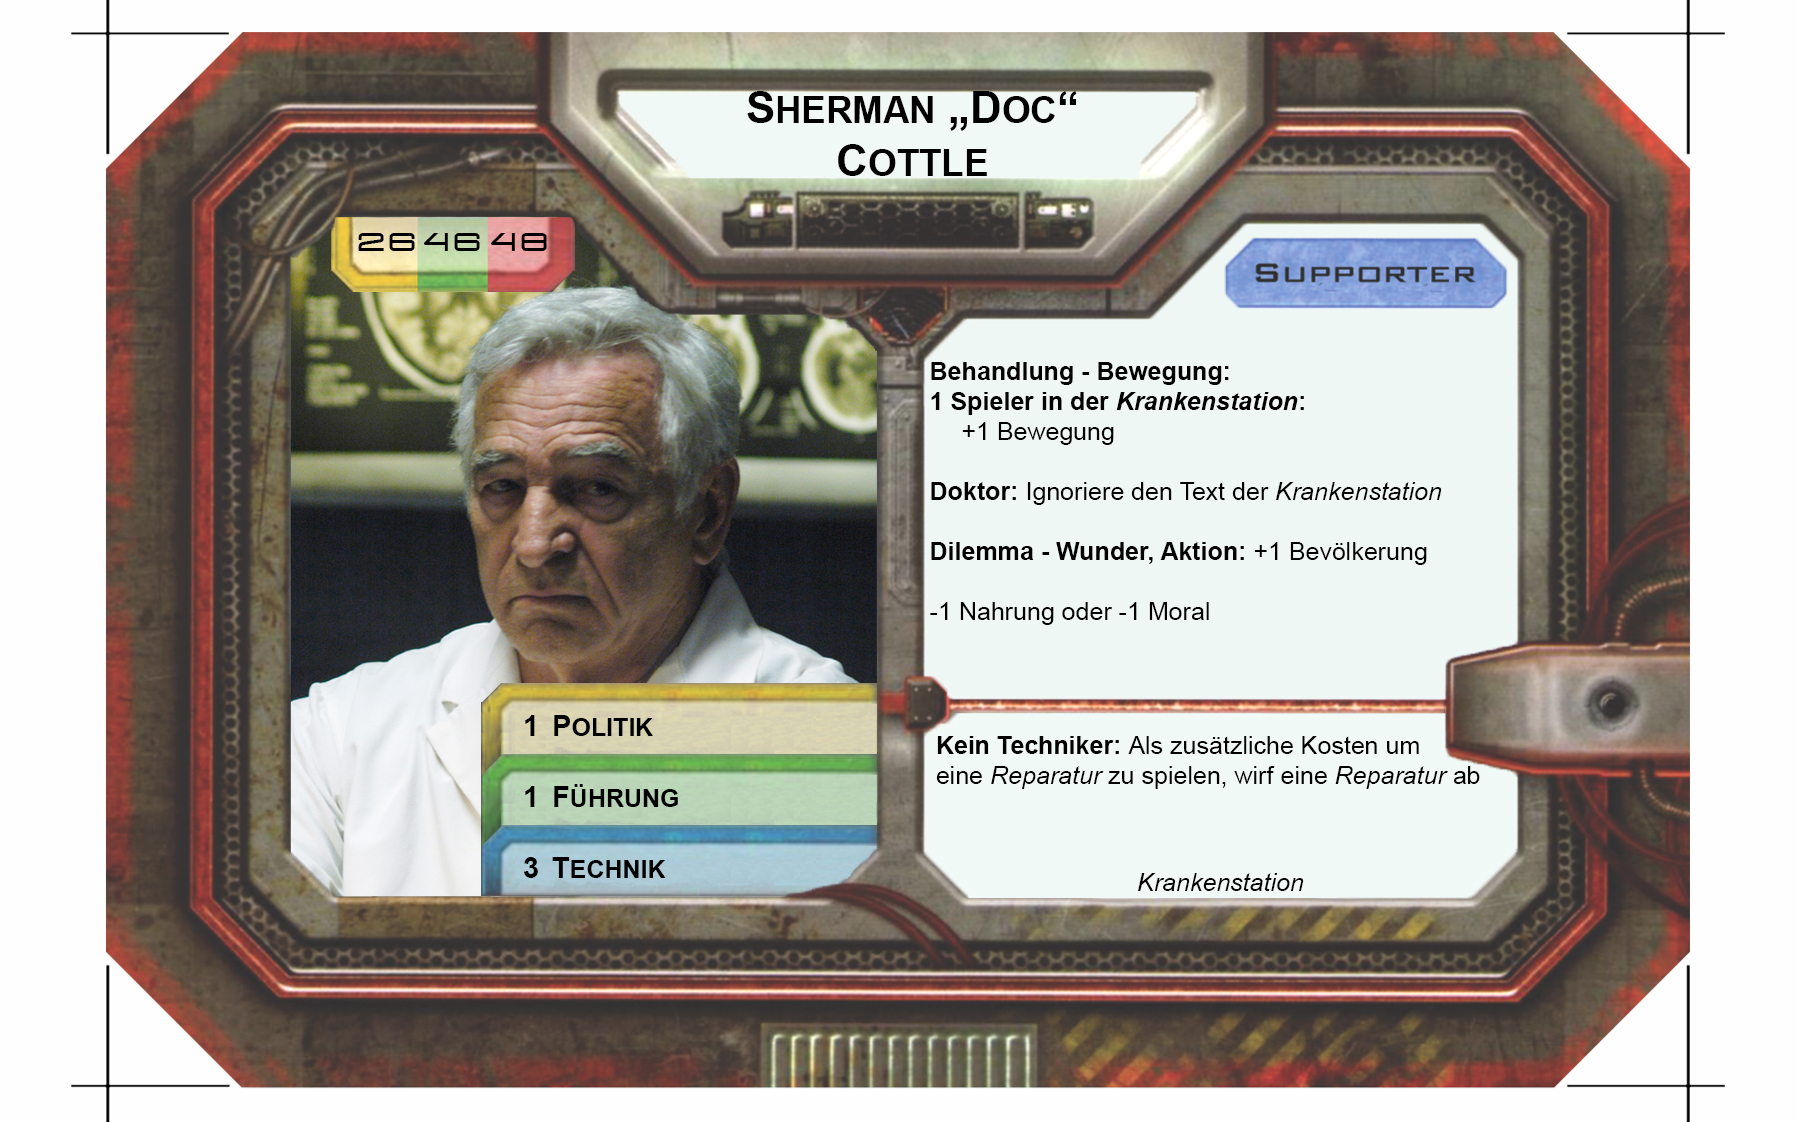 SHERMAN „DOC“
COTTLE
26 46 48
SUPPORTER
Behandlung - Bewegung:
1 Spieler in der Krankenstation:
+1 Bewegung
Doktor: Ignoriere den Text der Krankenstation
Dilemma - Wunder, Aktion: +1 Bevölkerung
-1 Nahrung oder -1 Moral
1 POLITIK
1 FÜHRUNG
3 TECHNIK
Kein Techniker: Als zusätzliche Kosten um
eine Reparatur zu spielen, wirf eine Reparatur ab
Krankenstation